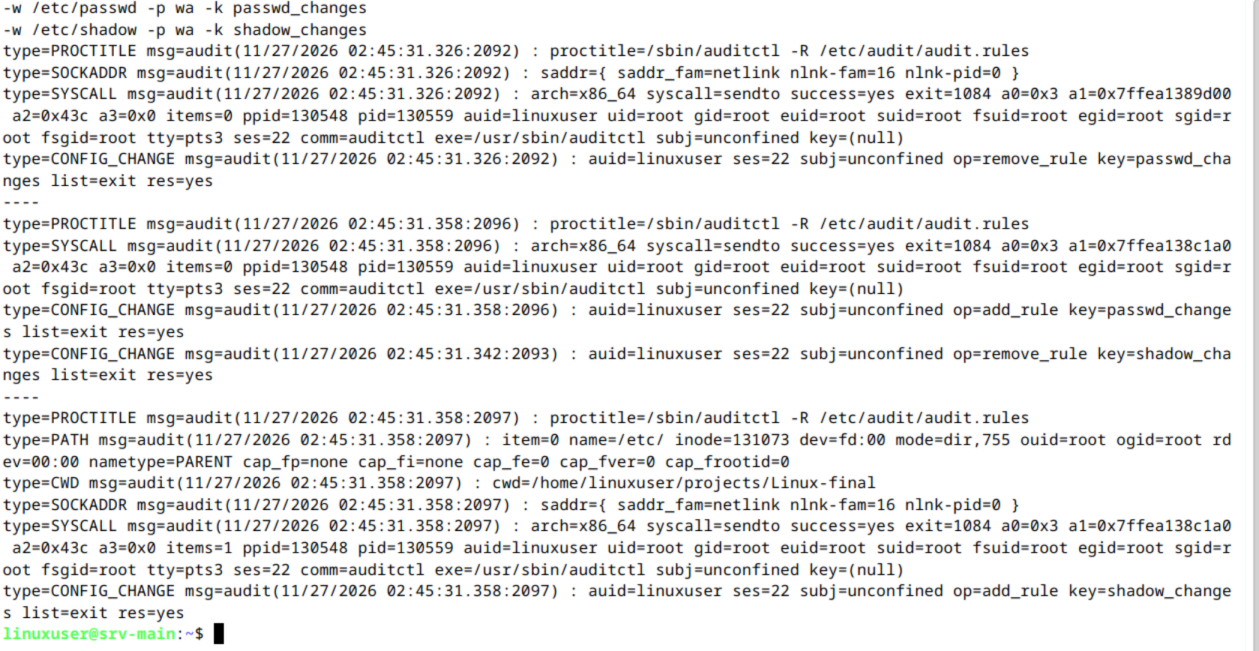 -w /etc/passwd -p wa -k passwd_changes
-w /etc/shadow -p wa -k shadow_changes
type=PROCTITLE msg=audit(11/27/2026 02:45:31.326:2092) : proctitle=/sbin/auditctl -R /etc/audit/audit.rules
type=SOCKADDR msg=audit(11/27/2026 02:45:31.326:2092) : saddr={ saddr_fam=netlink nlnk-fam=16 nlnk-pid=0 }
type=SYSCALL msg=audit(11/27/2026 02:45:31.326:2092) : arch=x86_64 syscall=sendto success=yes exit=1084 a0=0x3 a1=0x7ffea1389d00
 a2=0x43c a3=0x0 items=0 ppid=130548 pid=130559 auid=linuxuser uid=root gid=root euid=root suid=root fsuid=root egid=root sgid=r
oot fsgid=root tty=pts3 ses=22 comm=auditctl exe=/usr/sbin/auditctl subj=unconfined key=(null)
type=CONFIG_CHANGE msg=audit(11/27/2026 02:45:31.326:2092) : auid=linuxuser ses=22 subj=unconfined op=remove_rule key=passwd_cha
nges list=exit res=yes
----
type=PROCTITLE msg=audit(11/27/2026 02:45:31.358:2096) : proctitle=/sbin/auditctl -R /etc/audit/audit.rules
type=SYSCALL msg=audit(11/27/2026 02:45:31.358:2096) : arch=x86_64 syscall=sendto success=yes exit=1084 a0=0x3 a1=0x7ffea138c1a0
 a2=0x43c a3=0x0 items=0 ppid=130548 pid=130559 auid=linuxuser uid=root gid=root euid=root suid=root fsuid=root egid=root sgid=r
oot fsgid=root tty=pts3 ses=22 comm=auditctl exe=/usr/sbin/auditctl subj=unconfined key=(null)
type=CONFIG_CHANGE msg=audit(11/27/2026 02:45:31.358:2096) : auid=linuxuser ses=22 subj=unconfined op=add_rule key=passwd_change
s list=exit res=yes
type=CONFIG_CHANGE msg=audit(11/27/2026 02:45:31.342:2093) : auid=linuxuser ses=22 subj=unconfined op=remove_rule key=shadow_cha
nges list=exit res=yes
----
type=PROCTITLE msg=audit(11/27/2026 02:45:31.358:2097) : proctitle=/sbin/auditctl -R /etc/audit/audit.rules
type=PATH msg=audit(11/27/2026 02:45:31.358:2097) : item=0 name=/etc/ inode=131073 dev=fd:00 mode=dir,755 ouid=root ogid=root rd
ev=00:00 nametype=PARENT cap_fp=none cap_fi=none cap_fe=0 cap_fver=0 cap_frootid=0
type=CWD msg=audit(11/27/2026 02:45:31.358:2097) : cwd=/home/linuxuser/projects/Linux-final
type=SOCKADDR msg=audit(11/27/2026 02:45:31.358:2097) : saddr={ saddr_fam=netlink nlnk-fam=16 nlnk-pid=0 }
type=SYSCALL msg=audit(11/27/2026 02:45:31.358:2097) : arch=x86_64 syscall=sendto success=yes exit=1084 a0=0x3 a1=0x7ffea138c1a0
 a2=0x43c a3=0x0 items=1 ppid=130548 pid=130559 auid=linuxuser uid=root gid=root euid=root suid=root fsuid=root egid=root sgid=r
oot fsgid=root tty=pts3 ses=22 comm=auditctl exe=/usr/sbin/auditctl subj=unconfined key=(null)
type=CONFIG_CHANGE msg=audit(11/27/2026 02:45:31.358:2097) : auid=linuxuser ses=22 subj=unconfined op=add_rule key=shadow_change
s list=exit res=yes
linuxuser@srv-main:~$